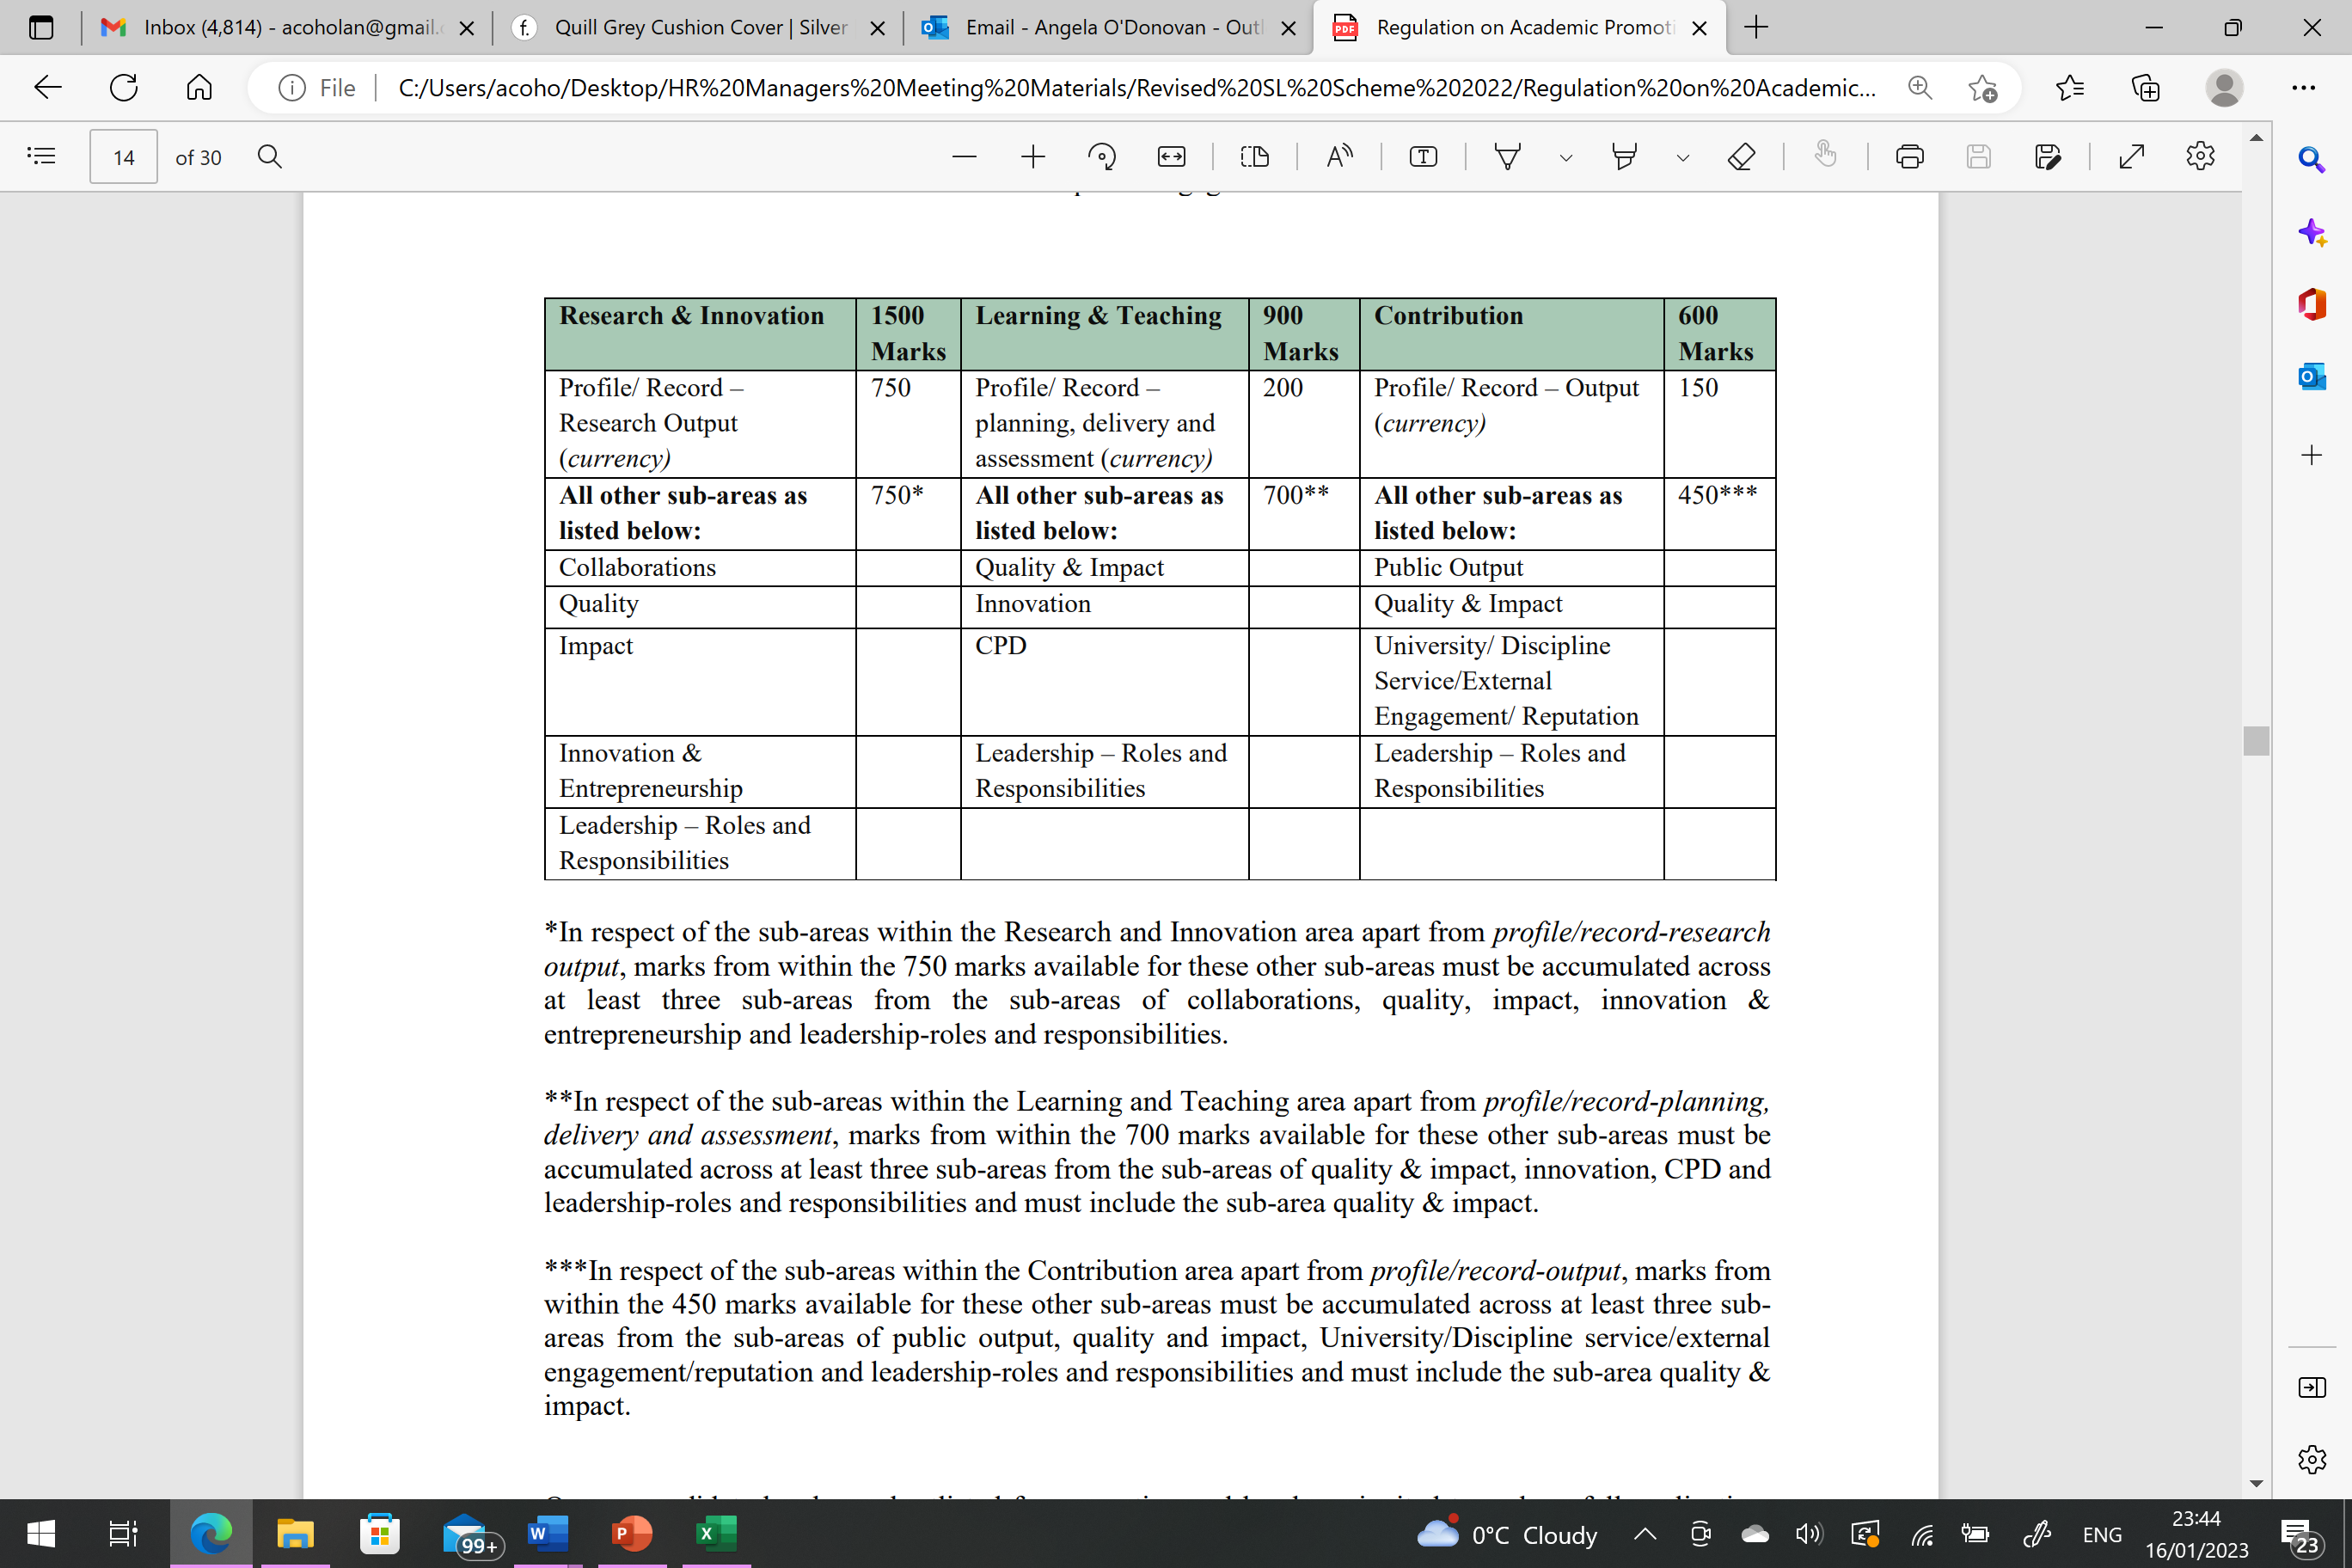 Inbox (4,814) - acoholan@gmail.c
Quill Grey Cushion Cover | Silver
Email - Angela O'Donovan - Outl
Regulation on Academic Promoti
File
C:/Users/acoho/Desktop/HR%20Managers%20Meeting%20Materials/Revised%20SL%20Scheme%202022/Regulation%20on%20Academic...
14 of 30
Research & Innovation
1500 Marks
Learning & Teaching
900 Marks
Contribution
600 Marks
Profile/ Record –
Research Output
(currency)
750
Profile/ Record –
planning, delivery and
assessment (currency)
200
Profile/ Record – Output
(currency)
150
All other sub-areas as
listed below:
750*
All other sub-areas as
listed below:
700**
All other sub-areas as
listed below:
450***
Collaborations
Quality & Impact
Public Output
Quality
Innovation
Quality & Impact
Impact
CPD
University/ Discipline
Service/External
Engagement/ Reputation
Innovation &
Entrepreneurship
Leadership – Roles and
Responsibilities
Leadership – Roles and
Responsibilities
Leadership – Roles and
Responsibilities
*In respect of the sub-areas within the Research and Innovation area apart from profile/record-research
output, marks from within the 750 marks available for these other sub-areas must be accumulated across
at least three sub-areas from the sub-areas of collaborations, quality, impact, innovation &
entrepreneurship and leadership-roles and responsibilities.
**In respect of the sub-areas within the Learning and Teaching area apart from profile/record-planning,
delivery and assessment, marks from within the 700 marks available for these other sub-areas must be
accumulated across at least three sub-areas from the sub-areas of quality & impact, innovation, CPD and
leadership-roles and responsibilities and must include the sub-area quality & impact.
***In respect of the sub-areas within the Contribution area apart from profile/record-output, marks from
within the 450 marks available for these other sub-areas must be accumulated across at least three sub-
areas from the sub-areas of public output, quality and impact, University/Discipline service/external
engagement/reputation and leadership-roles and responsibilities and must include the sub-area quality &
impact.
99+
0°C Cloudy
ENG
23:44
16/01/2023
23